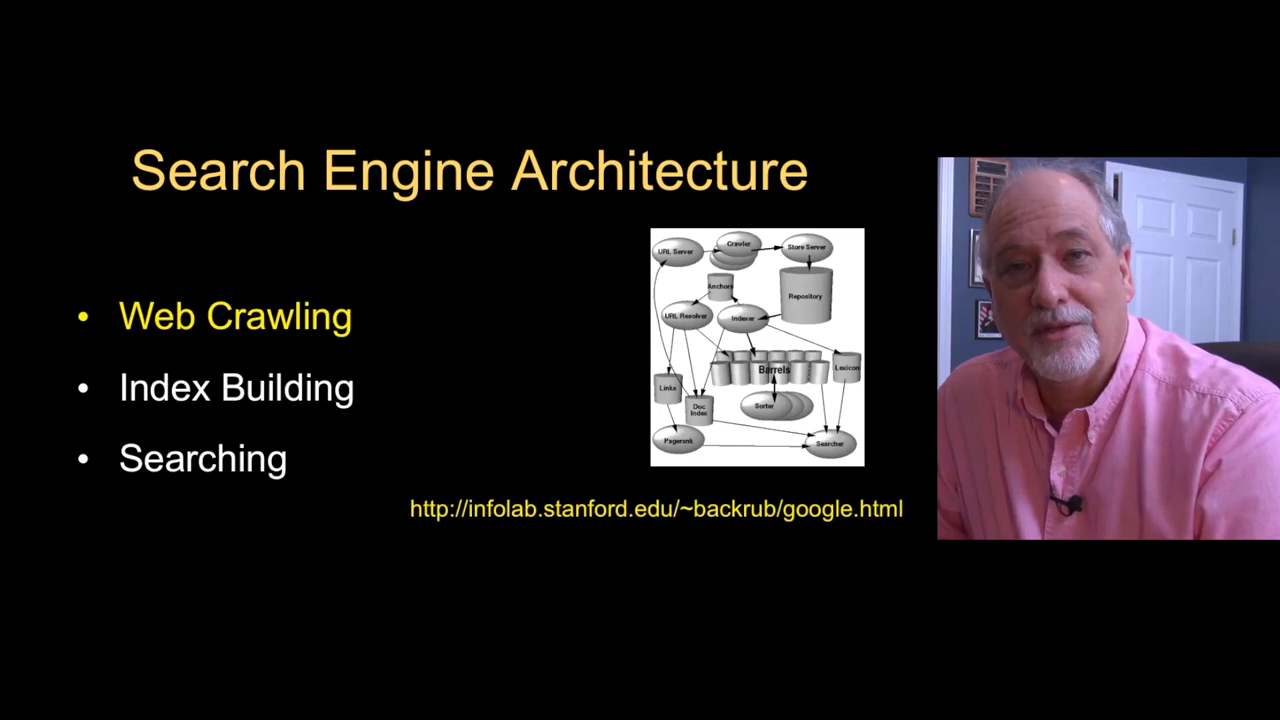 Search Engine Architecture
• Web Crawling
• Index Building
• Searching
URL Server
Crawler
Store Server
Anchors
Repository
URL Resolver
Indexer
Barrels
Lexicon
Links
Doc
Index
Sorter
Pagerank
Searcher
http://infolab.stanford.edu/~backrub/google.html